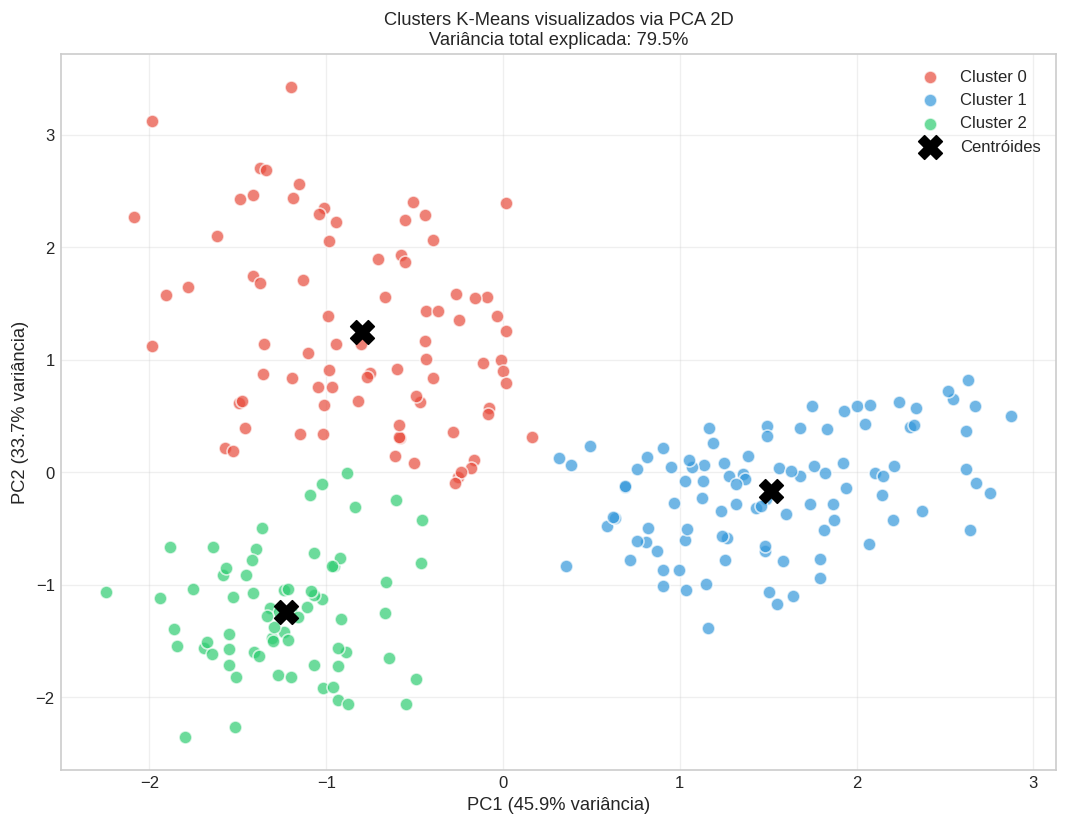 Clusters K-Means visualizados via PCA 2D
Variância total explicada: 79.5%
Cluster 0
Cluster 1
Cluster 2
Centróides
PC2 (33.7% variância)
3
2
1
0
−1
−2
−2
−1
0
1
2
3
PC1 (45.9% variância)